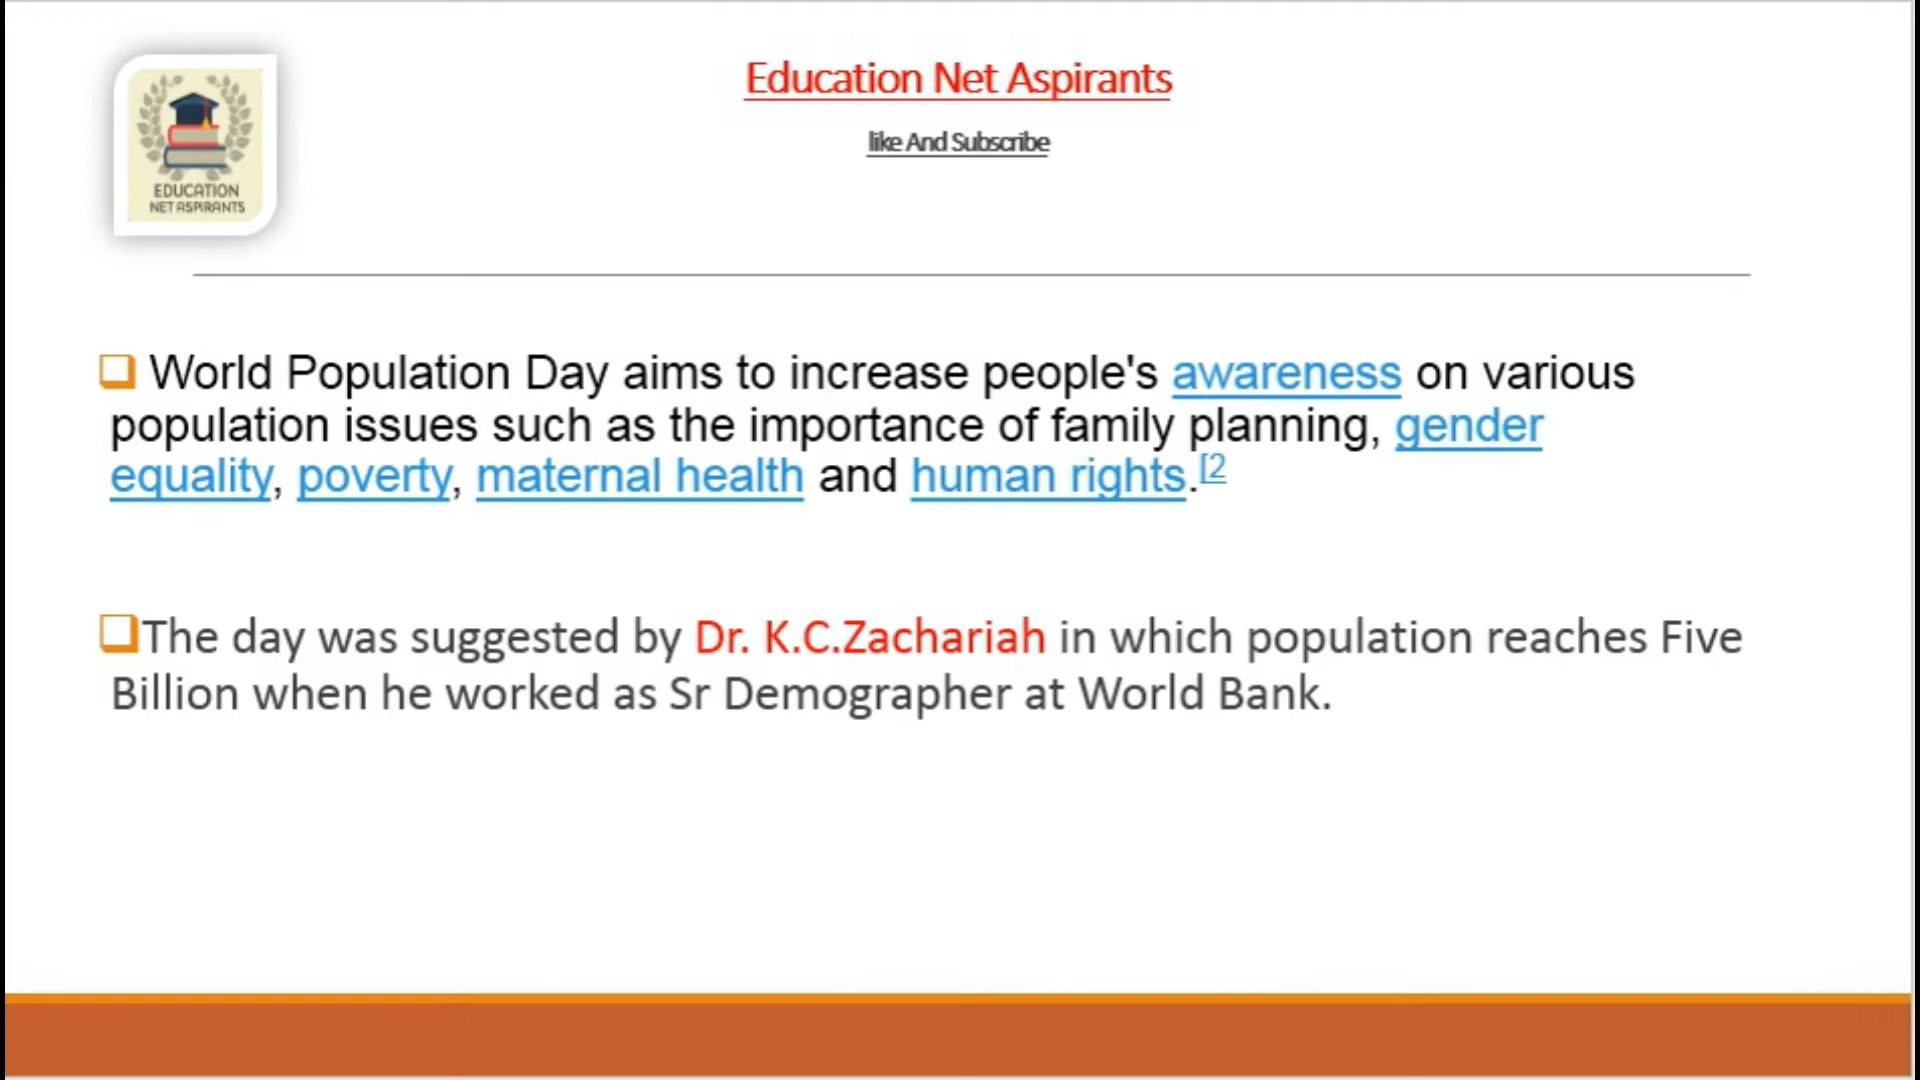 Education Net Aspirants
like And Subscribe
EDUCATION
NET ASPIRANTS
World Population Day aims to increase people's awareness on various
population issues such as the importance of family planning, gender
equality, poverty, maternal health and human rights.[2
The day was suggested by Dr. K.C.Zachariah in which population reaches Five
Billion when he worked as Sr Demographer at World Bank.